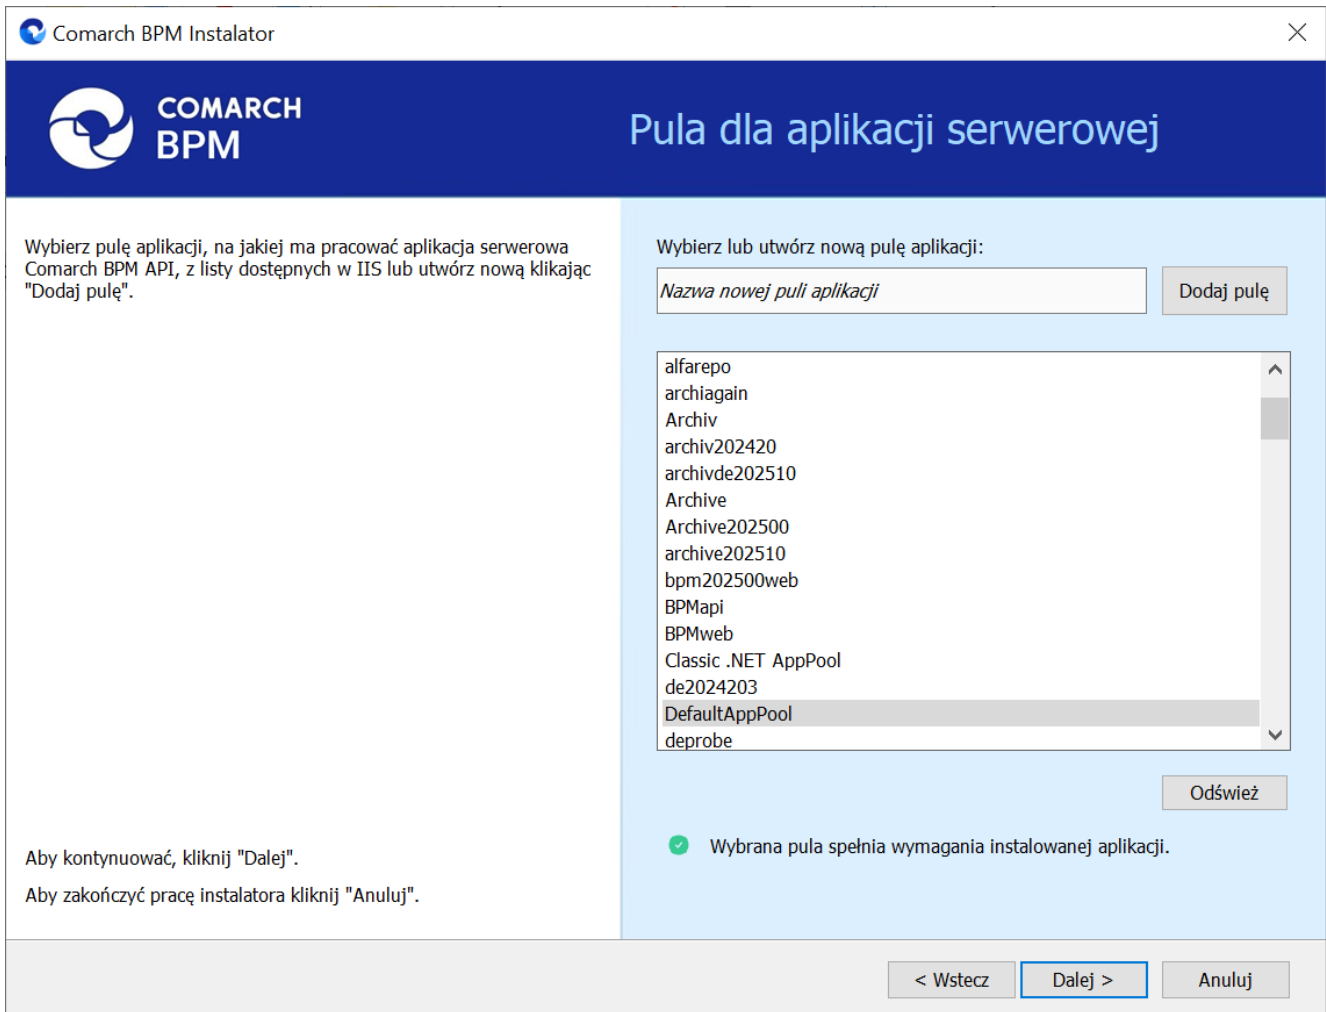 Comarch BPM Instalator
COMARCH
BPM
Pula dla aplikacji serwerowej
Wybierz pulę aplikacji, na jakiej ma pracować aplikacja serwerowa
Comarch BPM API, z listy dostępnych w IIS lub utwórz nową klikając
"Dodaj pulę".
Aby kontynuować, kliknij "Dalej".
Aby zakończyć pracę instalatora kliknij "Anuluj".
Wybierz lub utwórz nową pulę aplikacji:
Nazwa nowej puli aplikacji
Dodaj pulę
alfarepo
archiagain
Archiv
archiv202420
archivde202510
Archive
Archive202500
archive202510
bpm202500web
BPMapi
BPMweb
Classic .NET AppPool
de2024203
DefaultAppPool
deprobe
Odśwież
Wybrana pula spełnia wymagania instalowanej aplikacji.
< Wstecz
Dalej >
Anuluj